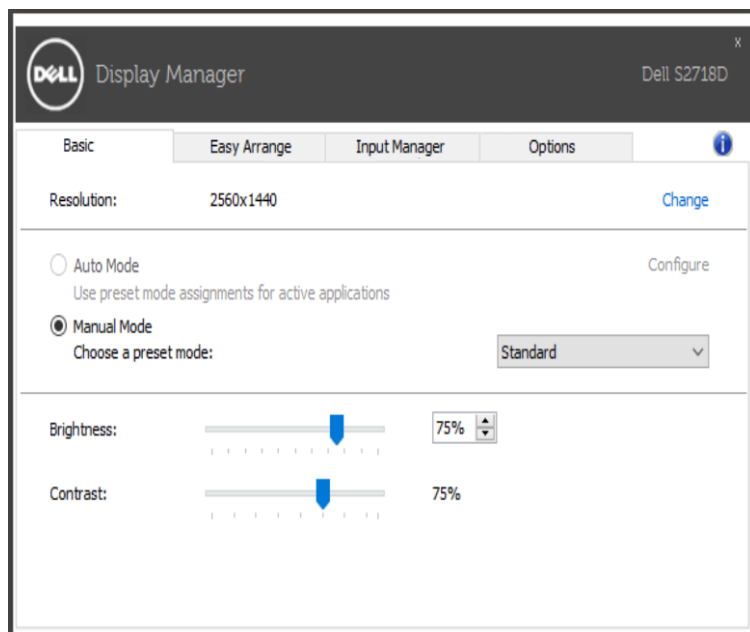 x
DELL Display Manager Dell S2718D
Basic Easy Arrange Input Manager Options i
Resolution: 2560x1440 Change
Auto Mode Configure
Use preset mode assignments for active applications
Manual Mode
Choose a preset mode: Standard
Brightness: 75%
Contrast: 75%